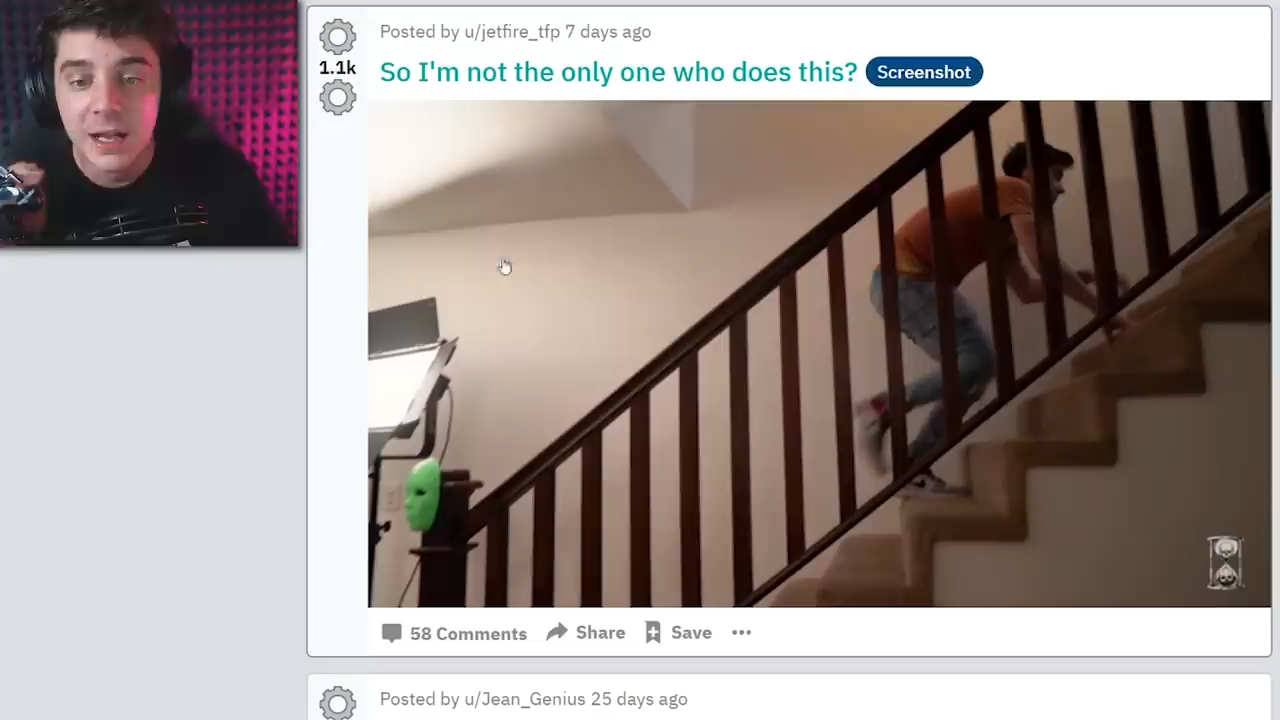 Posted by u/jetfire_tfp 7 days ago
1.1k
So I'm not the only one who does this? Screenshot
58 Comments Share Save
Posted by u/Jean_Genius 25 days ago